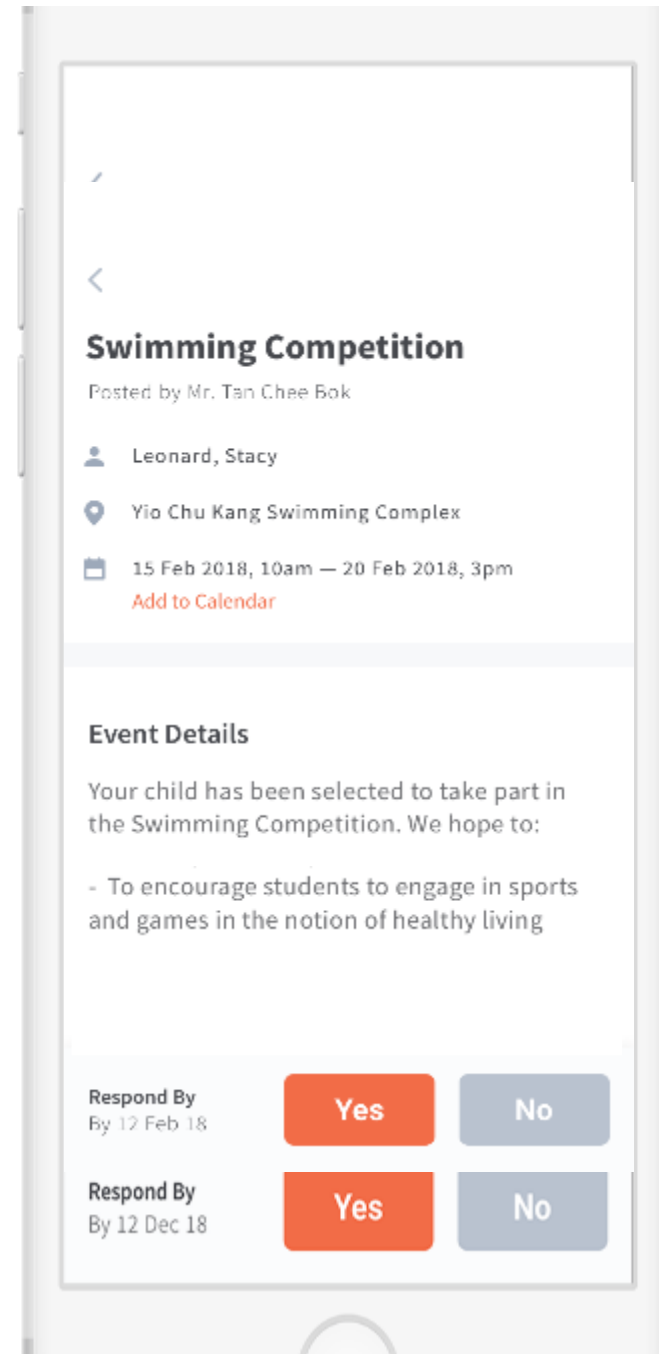 Swimming Competition
Posted by Mr. Tan Chee Bok
Leonard, Stacy
Yio Chu Kang Swimming Complex
15 Feb 2018, 10am — 20 Feb 2018, 3pm
Add to Calendar
Event Details
Your child has been selected to take part in
the Swimming Competition. We hope to:
- To encourage students to engage in sports
and games in the notion of healthy living
Respond By
By 12 Feb 18
Yes
No
Respond By
By 12 Dec 18
Yes
No